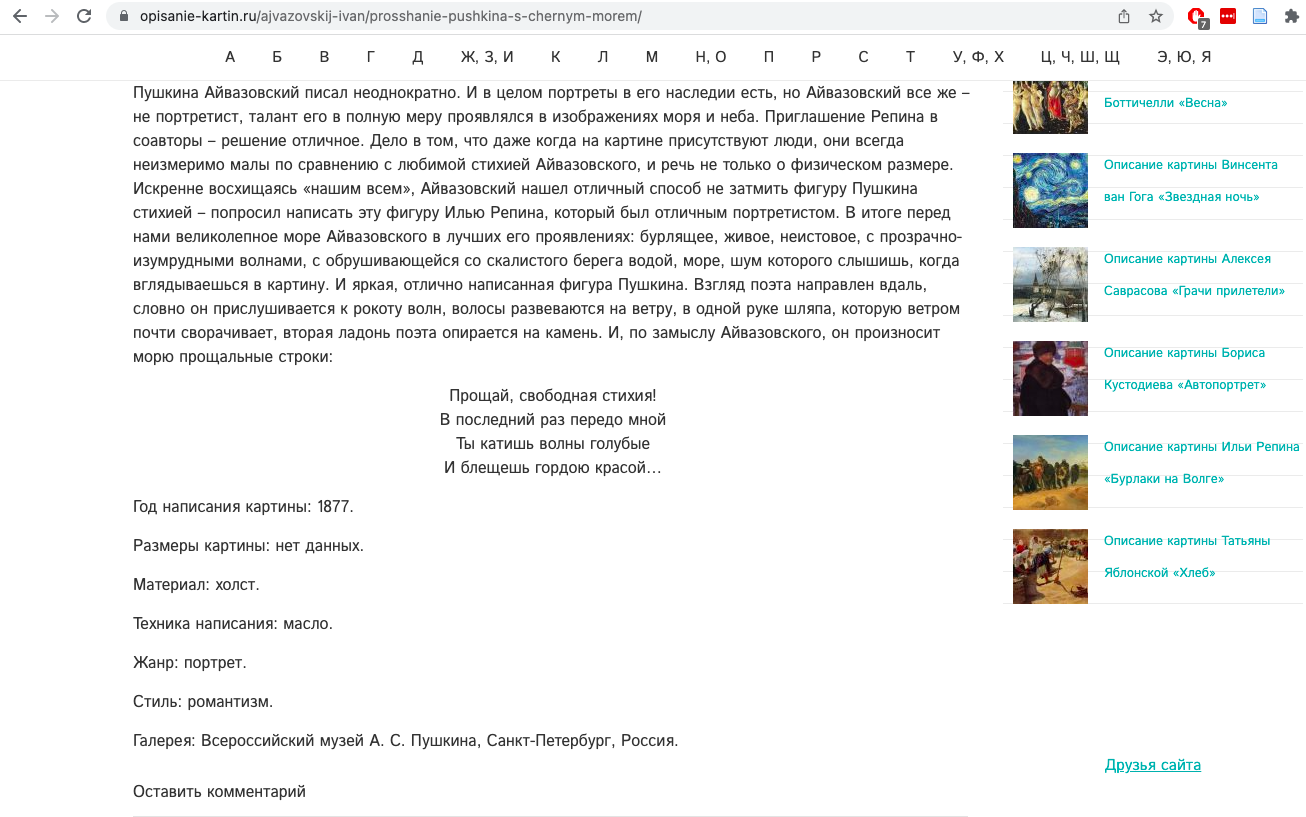 opisanie-kartin.ru/ajvazovskij-ivan/prosshanie-pushkina-s-chernym-morem/
7
А Б В Г Д Ж, З, И К Л М Н, О П Р С Т У, Ф, Х Ц, Ч, Ш, Щ Э, Ю, Я
Пушкина Айвазовский писал неоднократно. И в целом портреты в его наследии есть, но Айвазовский все же –
не портретист, талант его в полную меру проявлялся в изображениях моря и неба. Приглашение Репина в
соавторы – решение отличное. Дело в том, что даже когда на картине присутствуют люди, они всегда
неизмеримо малы по сравнению с любимой стихией Айвазовского, и речь не только о физическом размере.
Искренне восхищаясь «нашим всем», Айвазовский нашел отличный способ не затмить фигуру Пушкина
стихией – попросил написать эту фигуру Илью Репина, который был отличным портретистом. В итоге перед
нами великолепное море Айвазовского в лучших его проявлениях: бурлящее, живое, неистовое, с прозрачно-
изумрудными волнами, с обрушивающейся со скалистого берега водой, море, шум которого слышишь, когда
вглядываешься в картину. И яркая, отлично написанная фигура Пушкина. Взгляд поэта направлен вдаль,
словно он прислушивается к рокоту волн, волосы развеваются на ветру, в одной руке шляпа, которую ветром
почти сворачивает, вторая ладонь поэта опирается на камень. И, по замыслу Айвазовского, он произносит
морю прощальные строки:
Прощай, свободная стихия!
В последний раз передо мной
Ты катишь волны голубые
И блещешь гордою красой…
Год написания картины: 1877.
Размеры картины: нет данных.
Материал: холст.
Техника написания: масло.
Жанр: портрет.
Стиль: романтизм.
Галерея: Всероссийский музей А. С. Пушкина, Санкт-Петербург, Россия.
Оставить комментарий
Боттичелли «Весна»
Описание картины Винсента
ван Гога «Звездная ночь»
Описание картины Алексея
Саврасова «Грачи прилетели»
Описание картины Бориса
Кустодиева «Автопортрет»
Описание картины Ильи Репина
«Бурлаки на Волге»
Описание картины Татьяны
Яблонской «Хлеб»
Друзья сайта